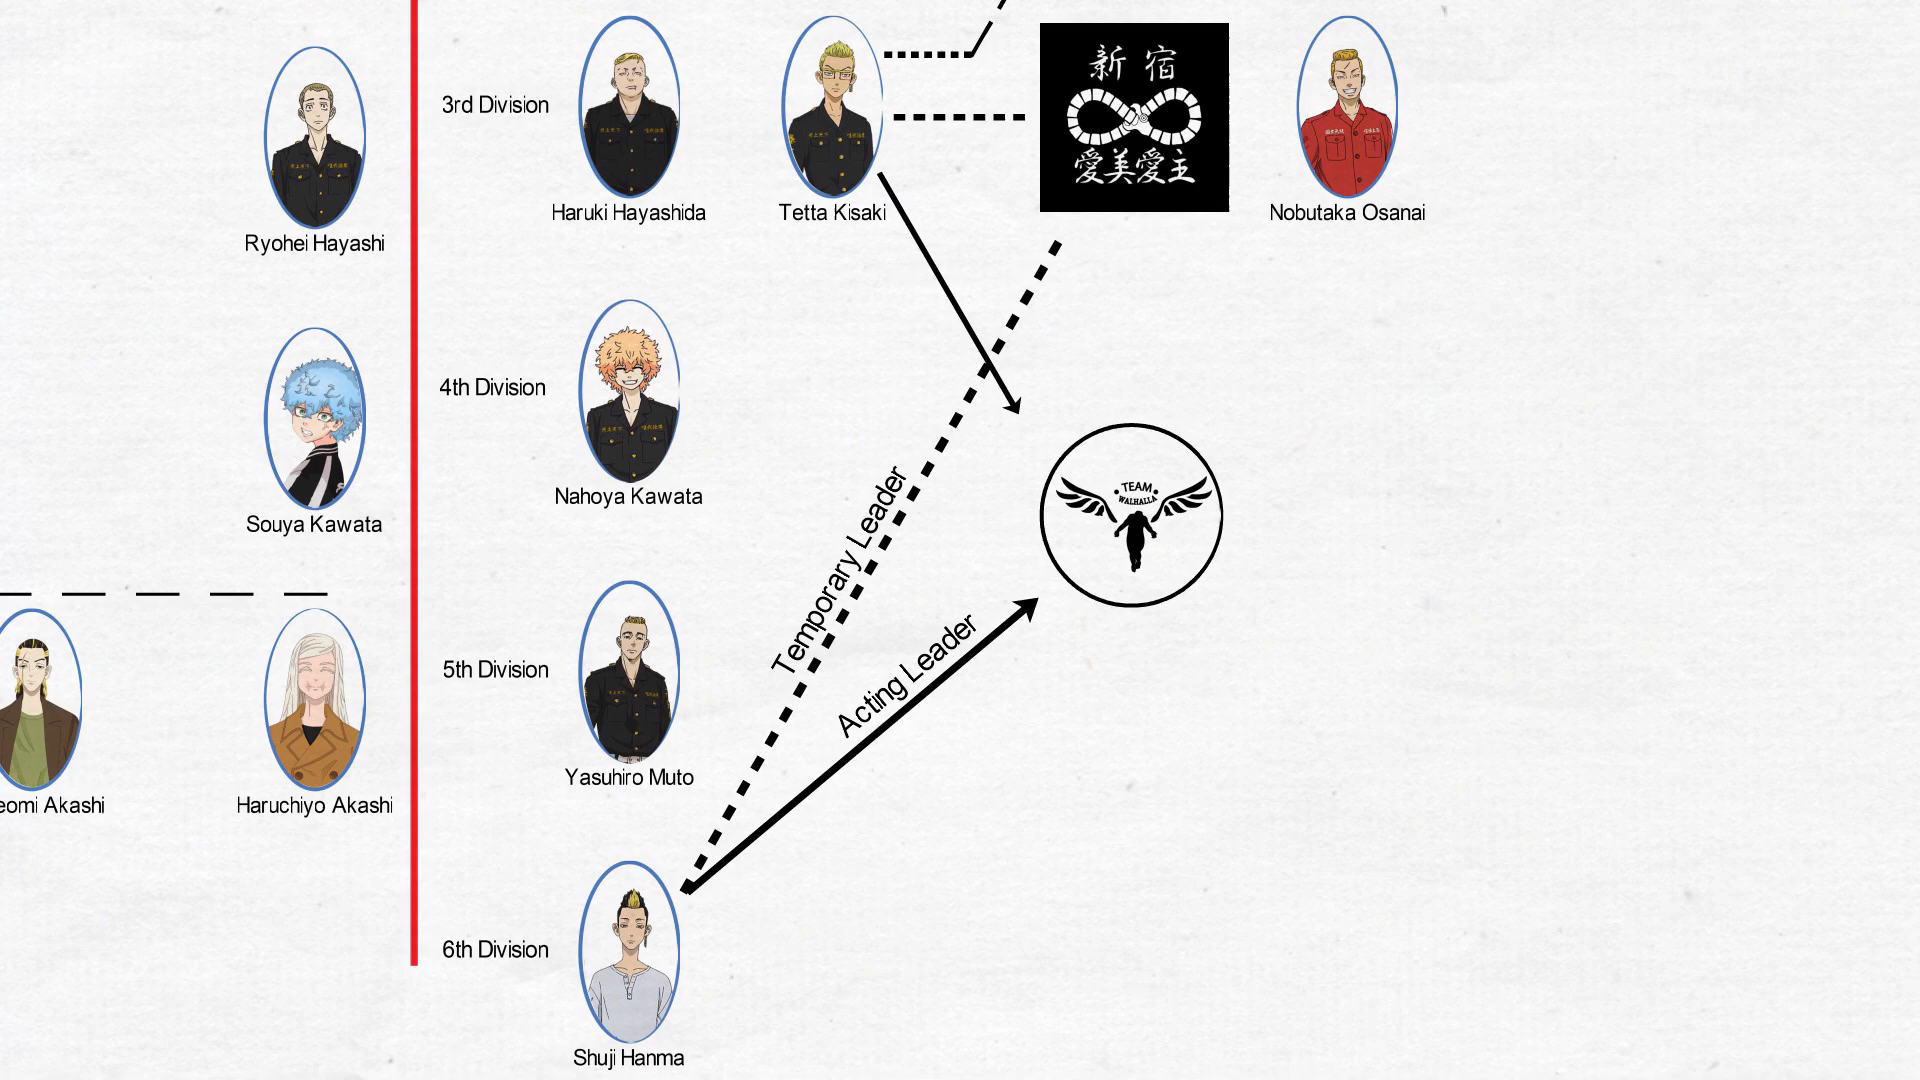 3rd Division
Ryohei Hayashi
Haruki Hayashida
Tetta Kisaki
新宿
愛美愛主
Nobutaka Osanai
4th Division
Souya Kawata
Nahoya Kawata
TEAM
WALHALLA
Temporary Leader
Acting Leader
5th Division
eomi Akashi
Haruchiyo Akashi
Yasuhiro Muto
6th Division
Shuji Hanma